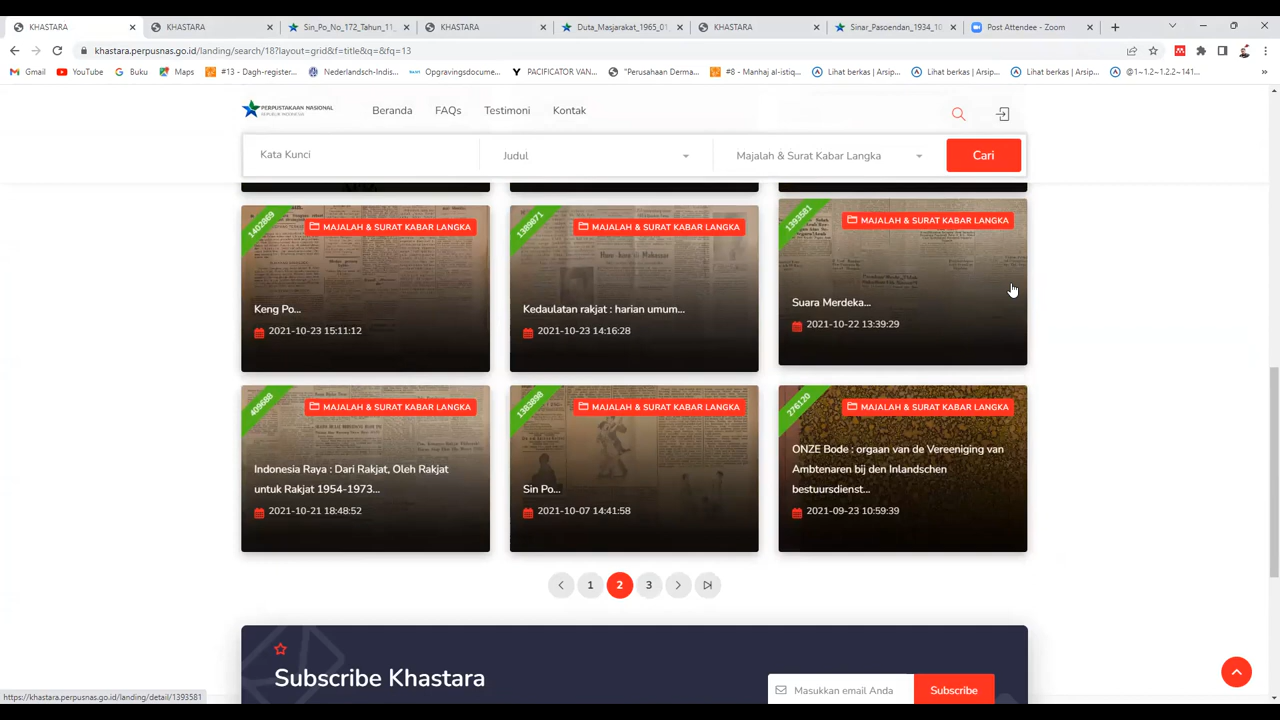 KHASTARA
KHASTARA
Sin_Po_No_172_Tahun_11_
KHASTARA
Duta_Masjarakat_1965_01_
KHASTARA
Sinar_Pasoendan_1934_10
Post Attendee - Zoom
khastara.perpusnas.go.id/landing/search/18?layout=grid&f=title&q=&fq=13
Gmail
YouTube
Buku
Maps
#13 - Dagh-register...
Nederlandsch-Indis...
Opgravingsdocume...
PACIFICATOR VAN...
"Perusahaan Derma...
#8 - Manhaj al-istiq...
Lihat berkas | Arsip...
Lihat berkas | Arsip...
Lihat berkas | Arsip...
@1~1.2~1.2.2~141...
PERPUSTAKAAN NASIONAL
REPUBLIK INDONESIA
Beranda
FAQs
Testimoni
Kontak
Kata Kunci
Judul
Majalah & Surat Kabar Langka
Cari
1402869
MAJALAH & SURAT KABAR LANGKA
Keng Po...
2021-10-23 15:11:12
1389871
MAJALAH & SURAT KABAR LANGKA
Kedaulatan rakjat : harian umum...
2021-10-23 14:16:28
1393581
MAJALAH & SURAT KABAR LANGKA
Suara Merdeka...
2021-10-22 13:39:29
409688
MAJALAH & SURAT KABAR LANGKA
Indonesia Raya : Dari Rakjat, Oleh Rakjat
untuk Rakjat 1954-1973...
2021-10-21 18:48:52
1383898
MAJALAH & SURAT KABAR LANGKA
Sin Po...
2021-10-07 14:41:58
276120
MAJALAH & SURAT KABAR LANGKA
ONZE Bode : orgaan van de Vereeniging van
Ambtenaren bij den Inlandschen
bestuursdienst...
2021-09-23 10:59:39
1
2
3
Subscribe Khastara
Masukkan email Anda
Subscribe
https://khastara.perpusnas.go.id/landing/detail/1393581